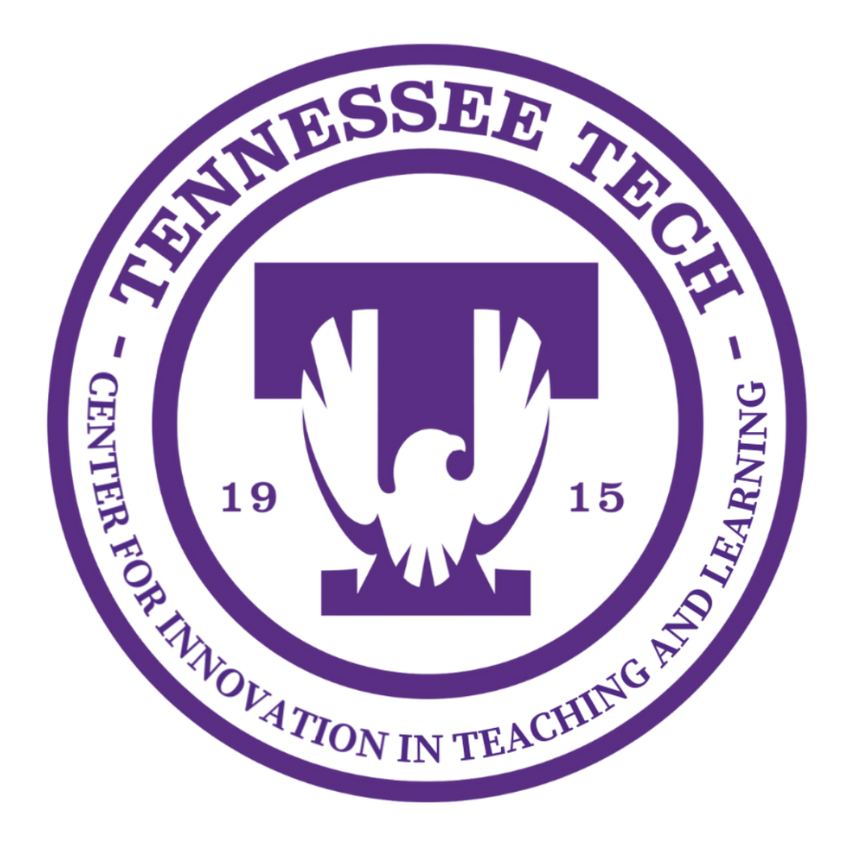 - TENNESSEE TECH -
19 15
CENTER FOR INNOVATION IN TEACHING AND LEARNING